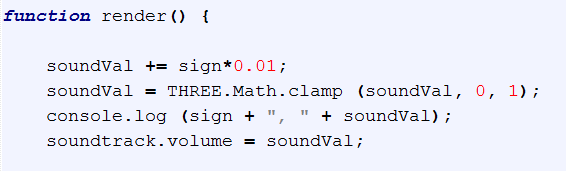 function render() {
soundVal += sign*0.01;
soundVal = THREE.Math.clamp (soundVal, 0, 1);
console.log (sign + ", " + soundVal);
soundtrack.volume = soundVal;